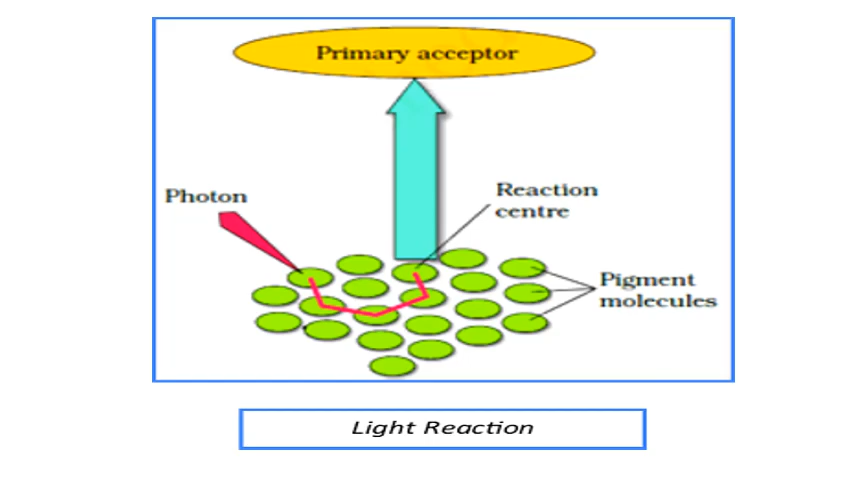 Primary acceptor
Photon
Reaction
centre
Pigment
molecules
Light Reaction